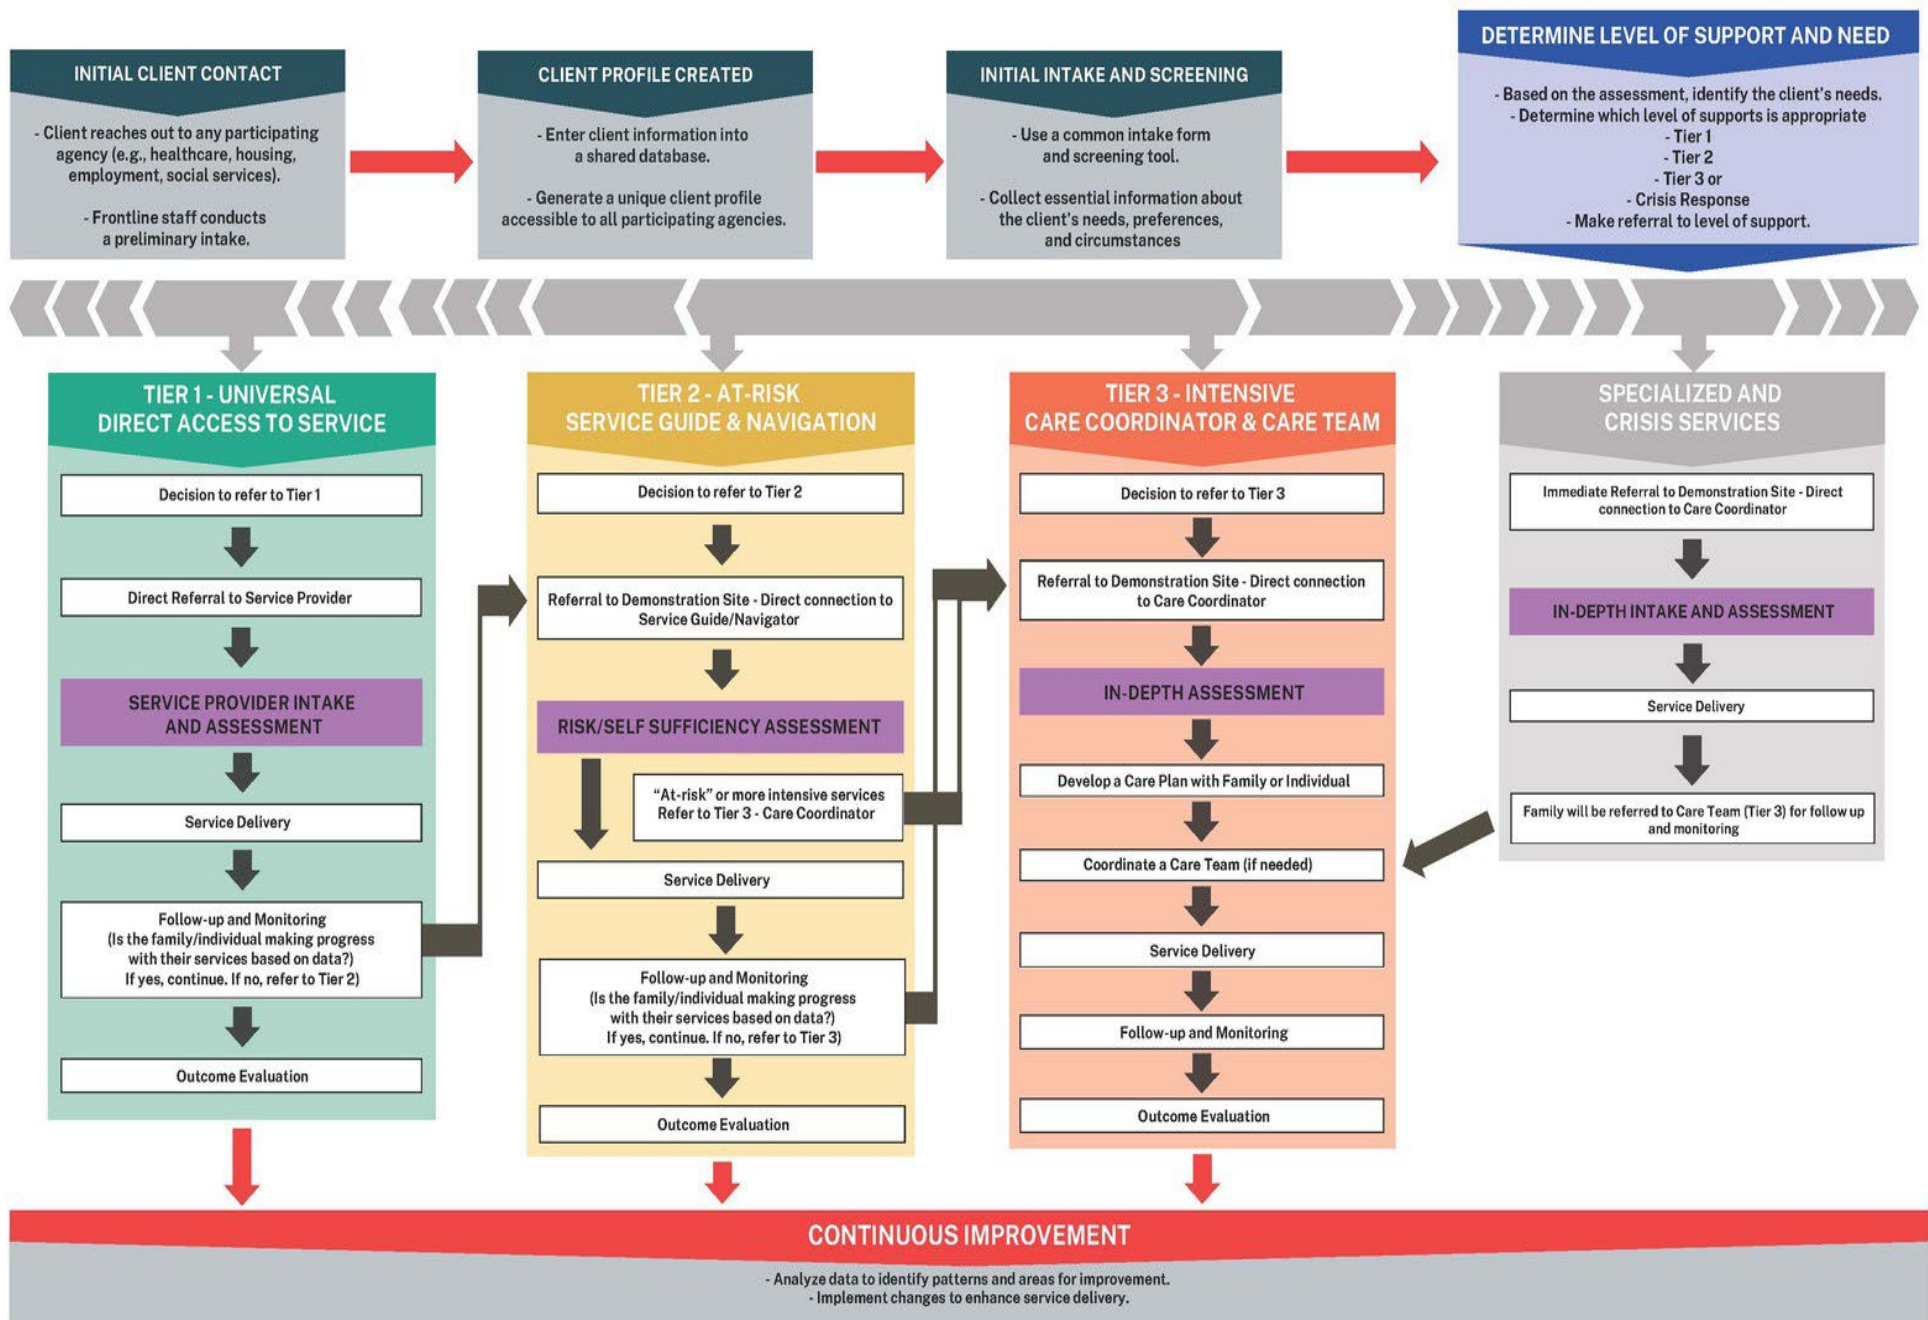 INITIAL CLIENT CONTACT
- Client reaches out to any participating
agency (e.g., healthcare, housing,
employment, social services).
- Frontline staff conducts
a preliminary intake.
CLIENT PROFILE CREATED
- Enter client information into
a shared database.
- Generate a unique client profile
accessible to all participating agencies.
INITIAL INTAKE AND SCREENING
- Use a common intake form
and screening tool.
- Collect essential information about
the client's needs, preferences,
and circumstances
DETERMINE LEVEL OF SUPPORT AND NEED
- Based on the assessment, identify the client's needs.
- Determine which level of supports is appropriate
- Tier 1
- Tier 2
- Tier 3 or
- Crisis Response
- Make referral to level of support.
TIER 1 - UNIVERSAL
DIRECT ACCESS TO SERVICE
Decision to refer to Tier 1
Direct Referral to Service Provider
SERVICE PROVIDER INTAKE
AND ASSESSMENT
Service Delivery
Follow-up and Monitoring
(Is the family/individual making progress
with their services based on data?)
If yes, continue. If no, refer to Tier 2)
Outcome Evaluation
TIER 2 - AT-RISK
SERVICE GUIDE & NAVIGATION
Decision to refer to Tier 2
Referral to Demonstration Site - Direct connection to
Service Guide/Navigator
RISK/SELF SUFFICIENCY ASSESSMENT
"At-risk" or more intensive services
Refer to Tier 3 - Care Coordinator
Service Delivery
Follow-up and Monitoring
(Is the family/individual making progress
with their services based on data?)
If yes, continue. If no, refer to Tier 3)
Outcome Evaluation
TIER 3 - INTENSIVE
CARE COORDINATOR & CARE TEAM
Decision to refer to Tier 3
Referral to Demonstration Site - Direct connection
to Care Coordinator
IN-DEPTH ASSESSMENT
Develop a Care Plan with Family or Individual
Coordinate a Care Team (if needed)
Service Delivery
Follow-up and Monitoring
Outcome Evaluation
SPECIALIZED AND
CRISIS SERVICES
Immediate Referral to Demonstration Site - Direct
connection to Care Coordinator
IN-DEPTH INTAKE AND ASSESSMENT
Service Delivery
Family will be referred to Care Team (Tier 3) for follow up
and monitoring
CONTINUOUS IMPROVEMENT
- Analyze data to identify patterns and areas for improvement.
- Implement changes to enhance service delivery.